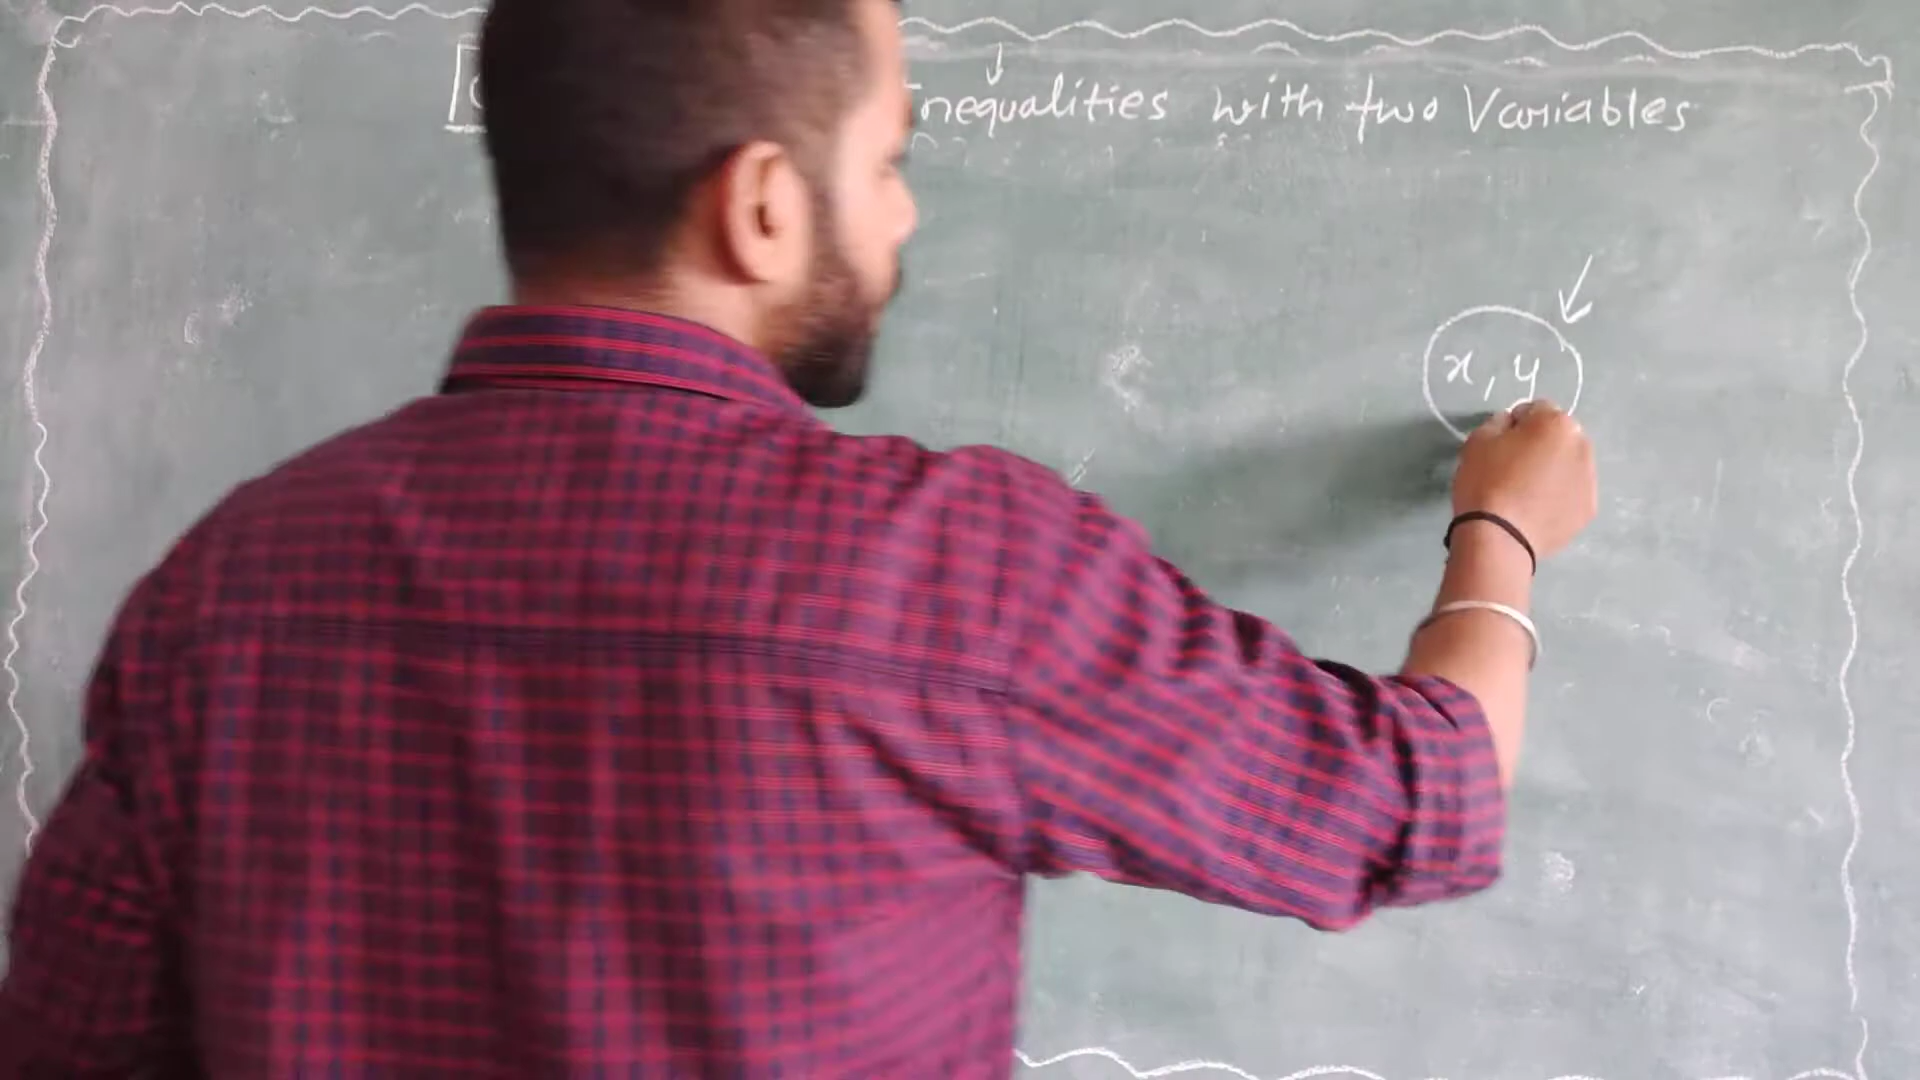 Inequalities with two Variables
x, y